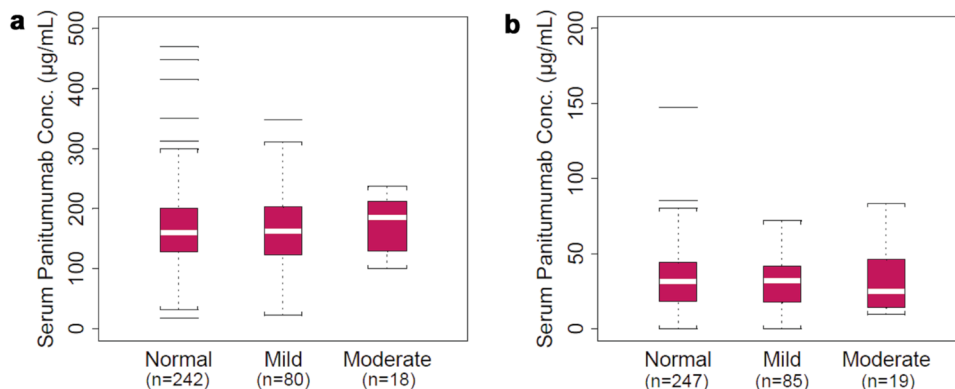 a
Serum Panitumumab Conc. (µg/mL)
500
400
300
200
100
0
Normal
(n=242)
Mild
(n=80)
Moderate
(n=18)
b
Serum Panitumumab Conc. (µg/mL)
200
150
100
50
0
Normal
(n=247)
Mild
(n=85)
Moderate
(n=19)